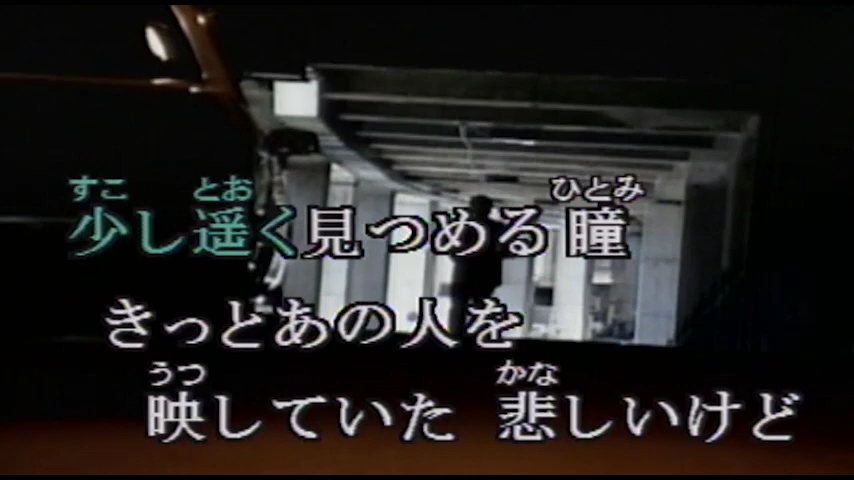 すこ とお ひとみ
少し遥く見つめる瞳
きっとあの人を
うつ かな
映していた 悲しいけど